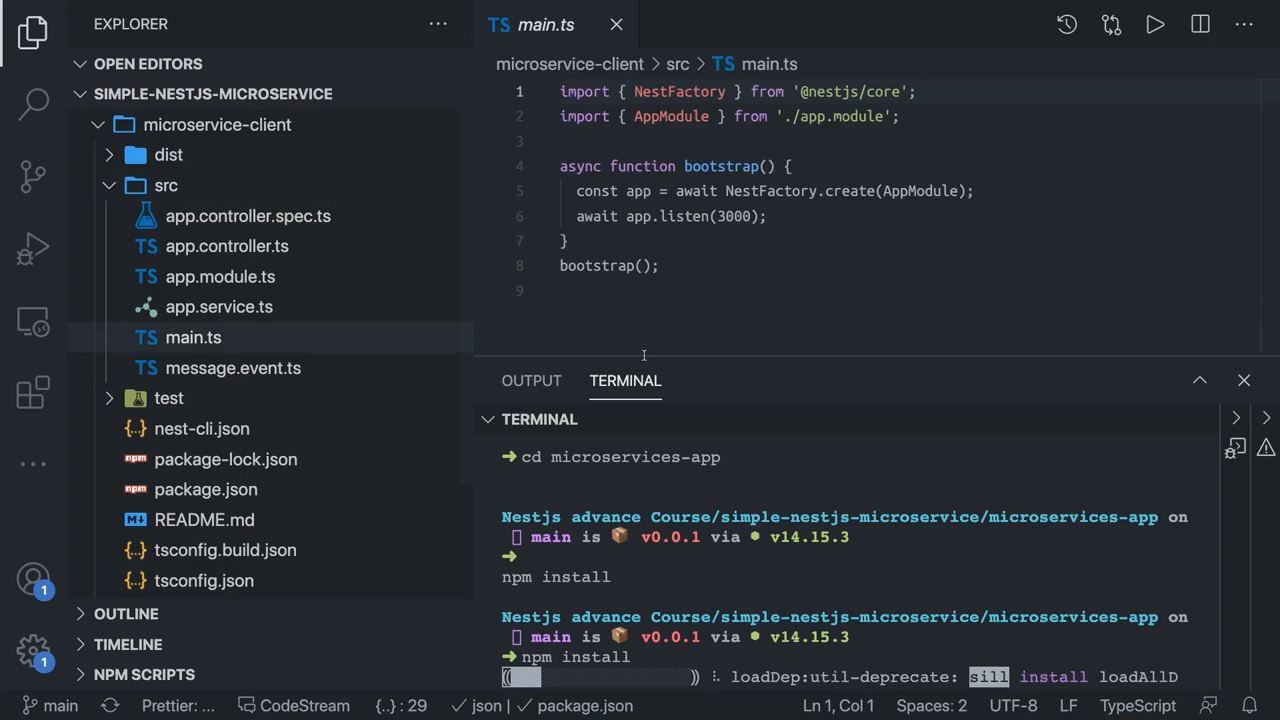 EXPLORER
TS main.ts
OPEN EDITORS
SIMPLE-NESTJS-MICROSERVICE
microservice-client
dist
src
app.controller.spec.ts
TS app.controller.ts
TS app.module.ts
app.service.ts
TS main.ts
TS message.event.ts
test
{..} nest-cli.json
npm package-lock.json
npm package.json
README.md
{..} tsconfig.build.json
{..} tsconfig.json
OUTLINE
TIMELINE
NPM SCRIPTS
1
1
microservice-client > src > TS main.ts
1 import { NestFactory } from '@nestjs/core';
2 import { AppModule } from './app.module';
3
4 async function bootstrap() {
5 const app = await NestFactory.create(AppModule);
6 await app.listen(3000);
7 }
8 bootstrap();
9
OUTPUT TERMINAL
TERMINAL
➜ cd microservices-app
Nestjs advance Course/simple-nestjs-microservice/microservices-app on
main is 📦 v0.0.1 via ⬢ v14.15.3
➜
npm install
Nestjs advance Course/simple-nestjs-microservice/microservices-app on
main is 📦 v0.0.1 via ⬢ v14.15.3
➜ npm install
loadDep:util-deprecate: sill install loadAllD
main Prettier: ... CodeStream {..} : 29 ✓ json | ✓ package.json Ln 1, Col 1 Spaces: 2 UTF-8 LF TypeScript